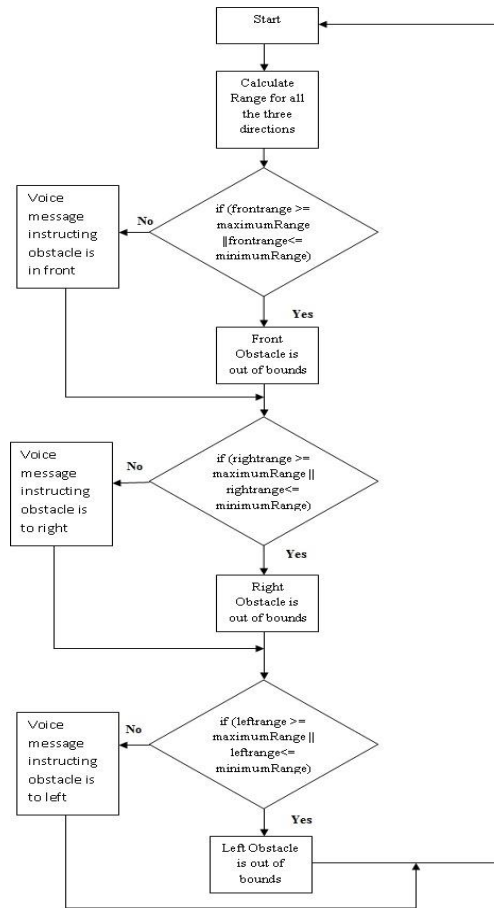 Start
Calculate
Range for all
the three
directions
if (frontrange >=
maximumRange
||frontrange<=
minimumRange)
No
Voice
message
instructing
obstacle is
in front
Yes
Front
Obstacle is
out of bounds
if (rightrange >=
maximumRange ||
rightrange<=
minimumRange)
No
Voice
message
instructing
obstacle is
to right
Yes
Right
Obstacle is
out of bounds
if (leftrange >=
maximumRange ||
leftrange<=
minimumRange)
No
Voice
message
instructing
obstacle is
to left
Yes
Left Obstacle
is out of
bounds